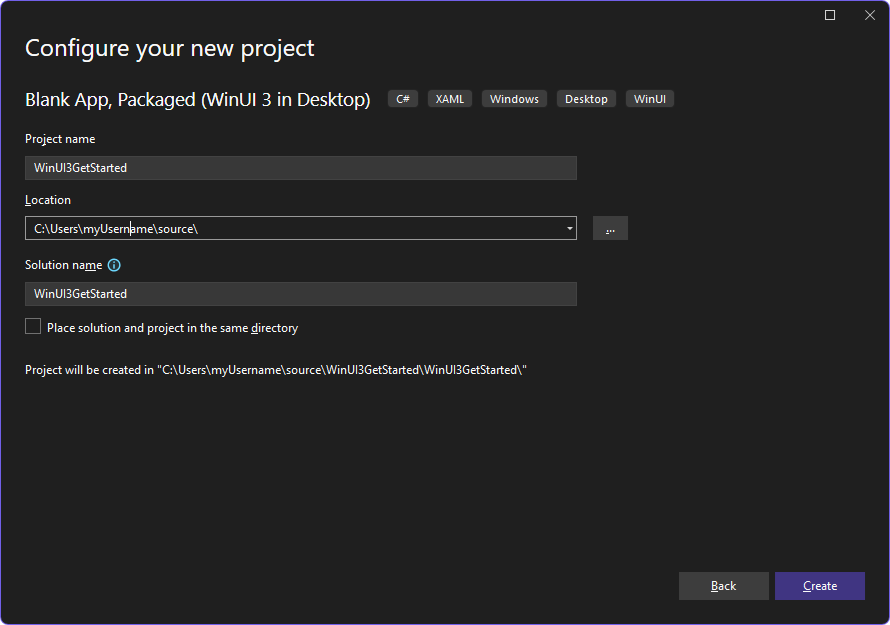 Configure your new project
Blank App, Packaged (WinUI 3 in Desktop) C# XAML Windows Desktop WinUI
Project name
WinUI3GetStarted
Location
C:\Users\myUsername\source\ ...
Solution name
WinUI3GetStarted
Place solution and project in the same directory
Project will be created in "C:\Users\myUsername\source\WinUI3GetStarted\WinUI3GetStarted\"
Back Create